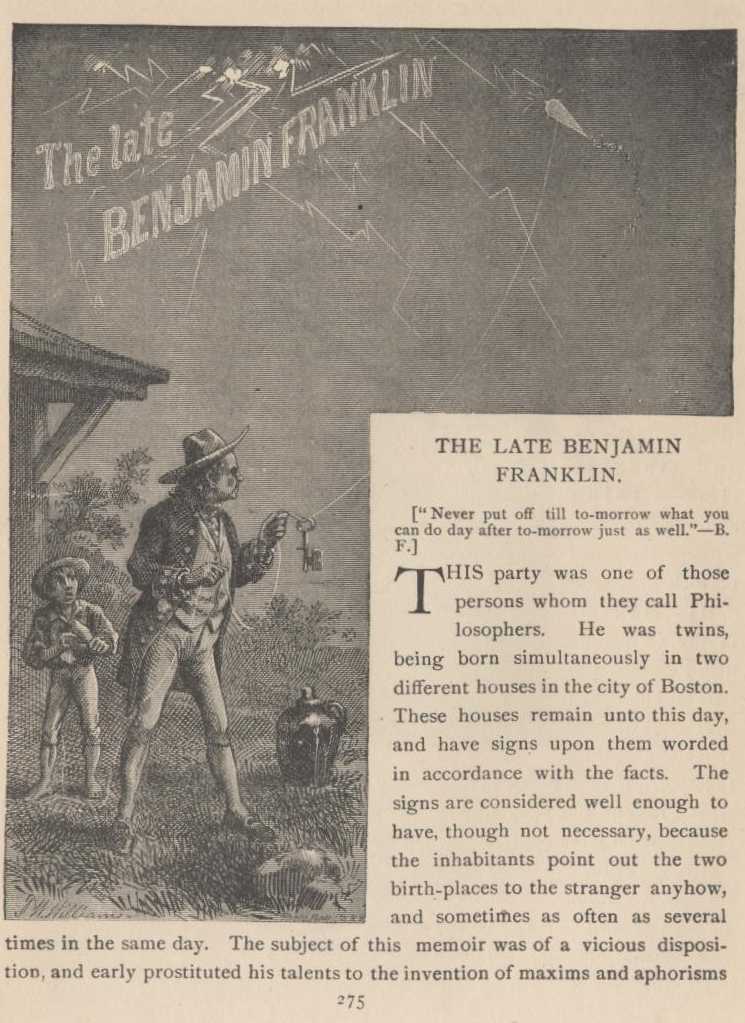 The late
BENJAMIN FRANKLIN
THE LATE BENJAMIN
FRANKLIN.
["Never put off till to-morrow what you
can do day after to-morrow just as well."—B.
F.]
THIS party was one of those
persons whom they call Phi-
losophers. He was twins,
being born simultaneously in two
different houses in the city of Boston.
These houses remain unto this day,
and have signs upon them worded
in accordance with the facts. The
signs are considered well enough to
have, though not necessary, because
the inhabitants point out the two
birth-places to the stranger anyhow,
and sometimes as often as several
times in the same day. The subject of this memoir was of a vicious disposi-
tion, and early prostituted his talents to the invention of maxims and aphorisms
275